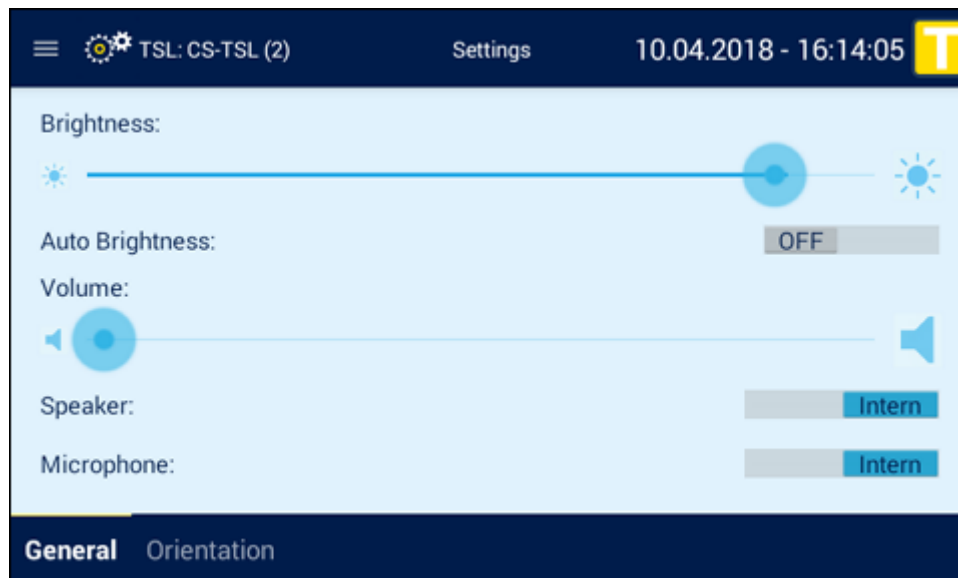 TSL: CS-TSL (2) Settings 10.04.2018 - 16:14:05 T
Brightness:
Auto Brightness: OFF
Volume:
Speaker: Intern
Microphone: Intern
General Orientation